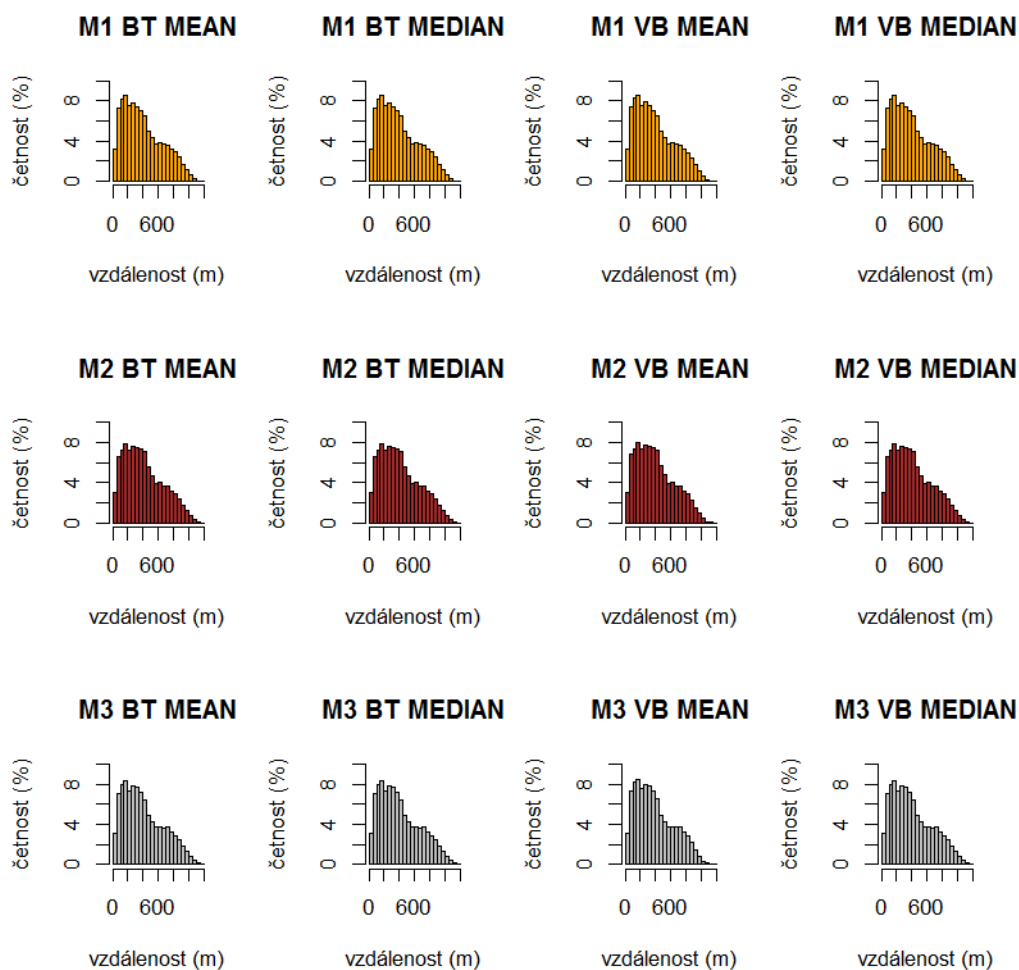 M1 BT MEAN
četnost (%)
0 4 8
0 600
vzdálenost (m)
M1 BT MEDIAN
četnost (%)
0 4 8
0 600
vzdálenost (m)
M1 VB MEAN
četnost (%)
0 4 8
0 600
vzdálenost (m)
M1 VB MEDIAN
četnost (%)
0 4 8
0 600
vzdálenost (m)
M2 BT MEAN
četnost (%)
0 4 8
0 600
vzdálenost (m)
M2 BT MEDIAN
četnost (%)
0 4 8
0 600
vzdálenost (m)
M2 VB MEAN
četnost (%)
0 4 8
0 600
vzdálenost (m)
M2 VB MEDIAN
četnost (%)
0 4 8
0 600
vzdálenost (m)
M3 BT MEAN
četnost (%)
0 4 8
0 600
vzdálenost (m)
M3 BT MEDIAN
četnost (%)
0 4 8
0 600
vzdálenost (m)
M3 VB MEAN
četnost (%)
0 4 8
0 600
vzdálenost (m)
M3 VB MEDIAN
četnost (%)
0 4 8
0 600
vzdálenost (m)